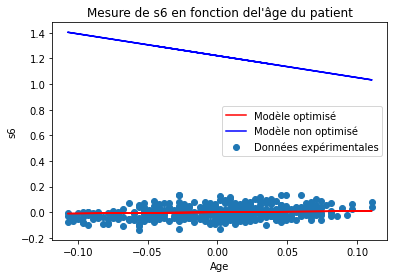 Mesure de s6 en fonction del'âge du patient
1.4
1.2
1.0
0.8
0.6
0.4
0.2
0.0
−0.2
s6
Modèle optimisé
Modèle non optimisé
Données expérimentales
−0.10
−0.05
0.00
0.05
0.10
Age